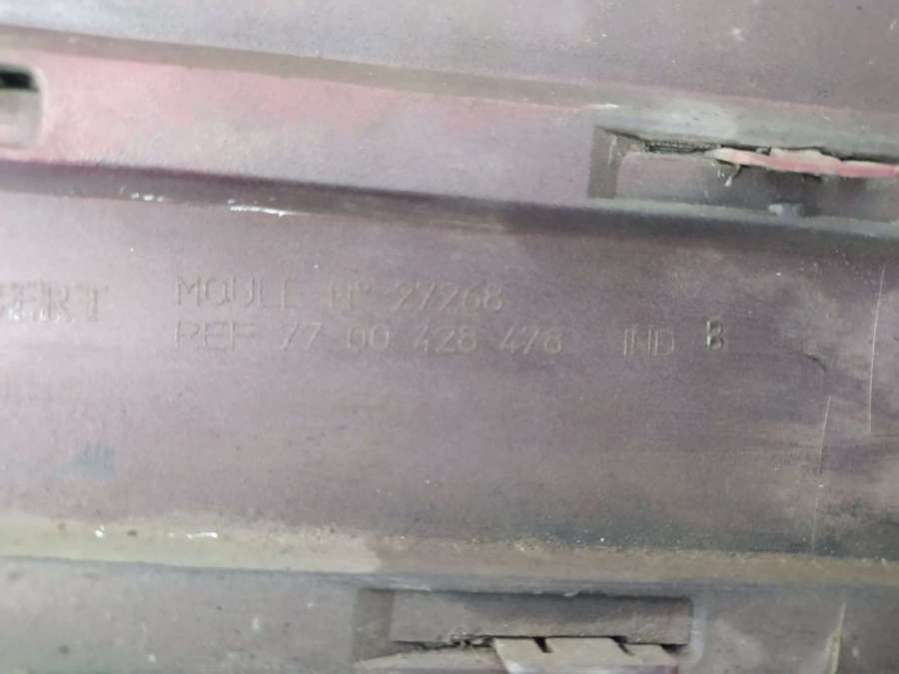 MOULE N° 27268
REF 77 00 428 476 IND B